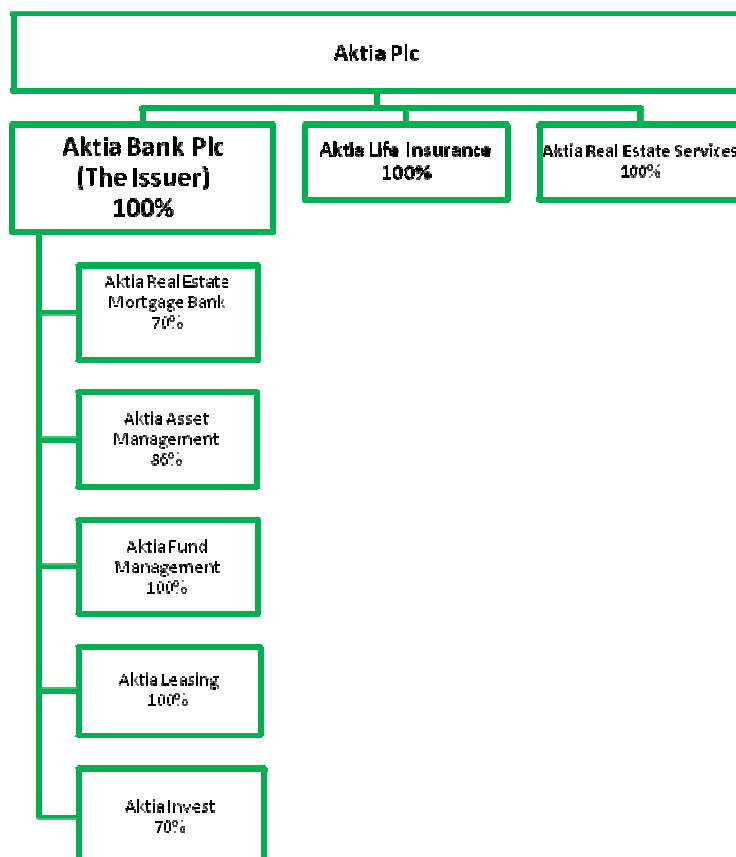 Aktia Plc
Aktia Bank Plc
(The Issuer)
100%
Aktia Life Insurance
100%
Aktia Real Estate Services
100%
Aktia Real Estate
Mortgage Bank
70%
Aktia Asset
Management
86%
Aktia Fund
Management
100%
Aktia Leasing
100%
Aktia Invest
70%